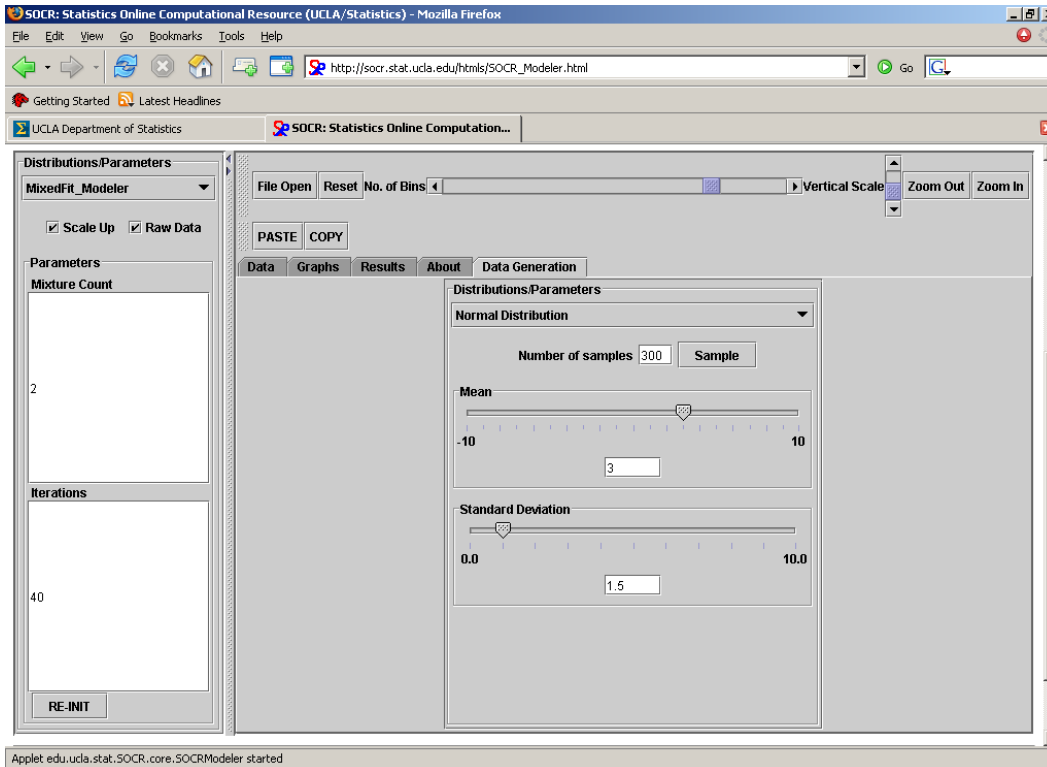 SOCR: Statistics Online Computational Resource (UCLA/Statistics) - Mozilla Firefox
File Edit View Go Bookmarks Tools Help
http://socr.stat.ucla.edu/htmls/SOCR_Modeler.html
Go
G
Getting Started Latest Headlines
Σ UCLA Department of Statistics
SOCR: Statistics Online Computation...
Distributions/Parameters
MixedFit_Modeler
Scale Up Raw Data
Parameters
Mixture Count
2
Iterations
40
RE-INIT
File Open Reset No. of Bins Vertical Scale Zoom Out Zoom In
PASTE COPY
Data Graphs Results About Data Generation
Distributions/Parameters
Normal Distribution
Number of samples 300 Sample
Mean
-10 10
3
Standard Deviation
0.0 10.0
1.5
Applet edu.ucla.stat.SOCR.core.SOCRModeler started